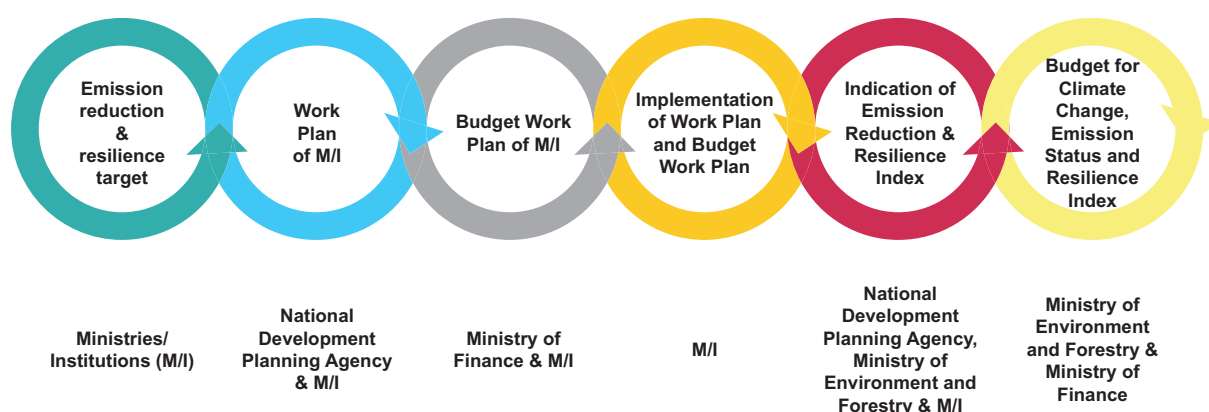 Emission
reduction
&
resilience
target
Work
Plan
of M/I
Budget Work
Plan of M/I
Implementation
of Work Plan
and Budget
Work Plan
Indication of
Emission
Reduction &
Resilience
Index
Budget for
Climate
Change,
Emission
Status and
Resilience
Index
Ministries/
Institutions (M/I)
National
Development
Planning Agency
& M/I
Ministry of
Finance & M/I
M/I
National
Development
Planning Agency,
Ministry of
Environment and
Forestry & M/I
Ministry of
Environment
and Forestry &
Ministry of
Finance